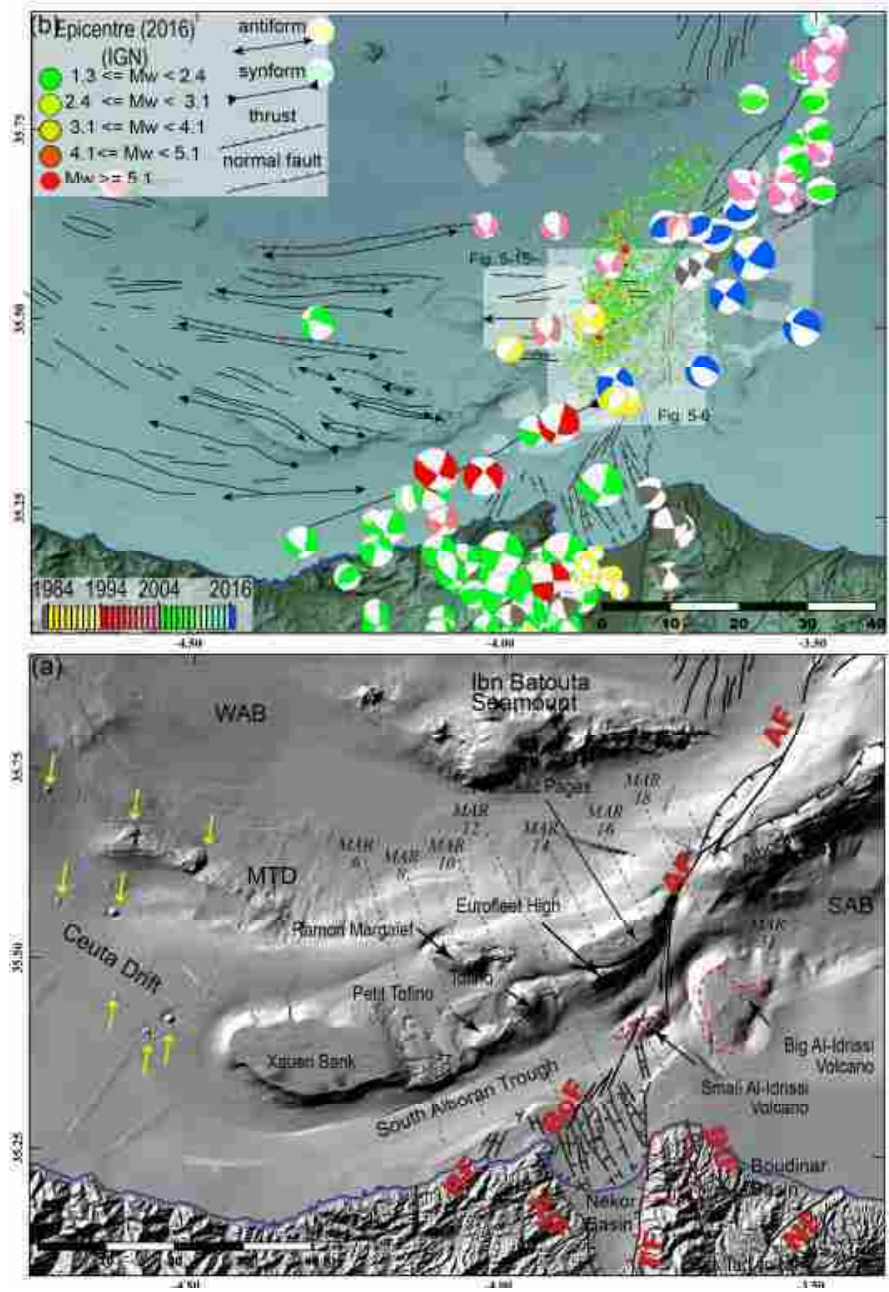 (b)
Epicentre (2016)
(IGN)
1.3 <= Mw < 2.4
2.4 <= Mw < 3.1
3.1 <= Mw < 4.1
4.1<= Mw < 5.1
Mw >= 5.1
antiform
synform
thrust
normal fault
35.75
35.50
35.25
Fig. 5-15
Fig. 5-6
1984 1994 2004 2016
0 10 20 30 40
-4.50 -4.00 -3.50
(a)
Ibn Batouta
Seamount
WAB
AF
35.75
Pages
MAR
18
MAR
16
MAR
12
MAR
14
MAR
10
MAR
8
MAR
6
MTD
AF
Eurofleet High
SAB
Ramon Margalef
Ceuta Drift
35.50
Tofino
Petit Tofino
Xauen Bank
Big Al-Idrissi
Volcano
South Alboran Trough
Small Al-Idrissi
Volcano
35.25
Boudinar
Basin
Nekor
Basin
TF
-4.50 -4.00 -3.50